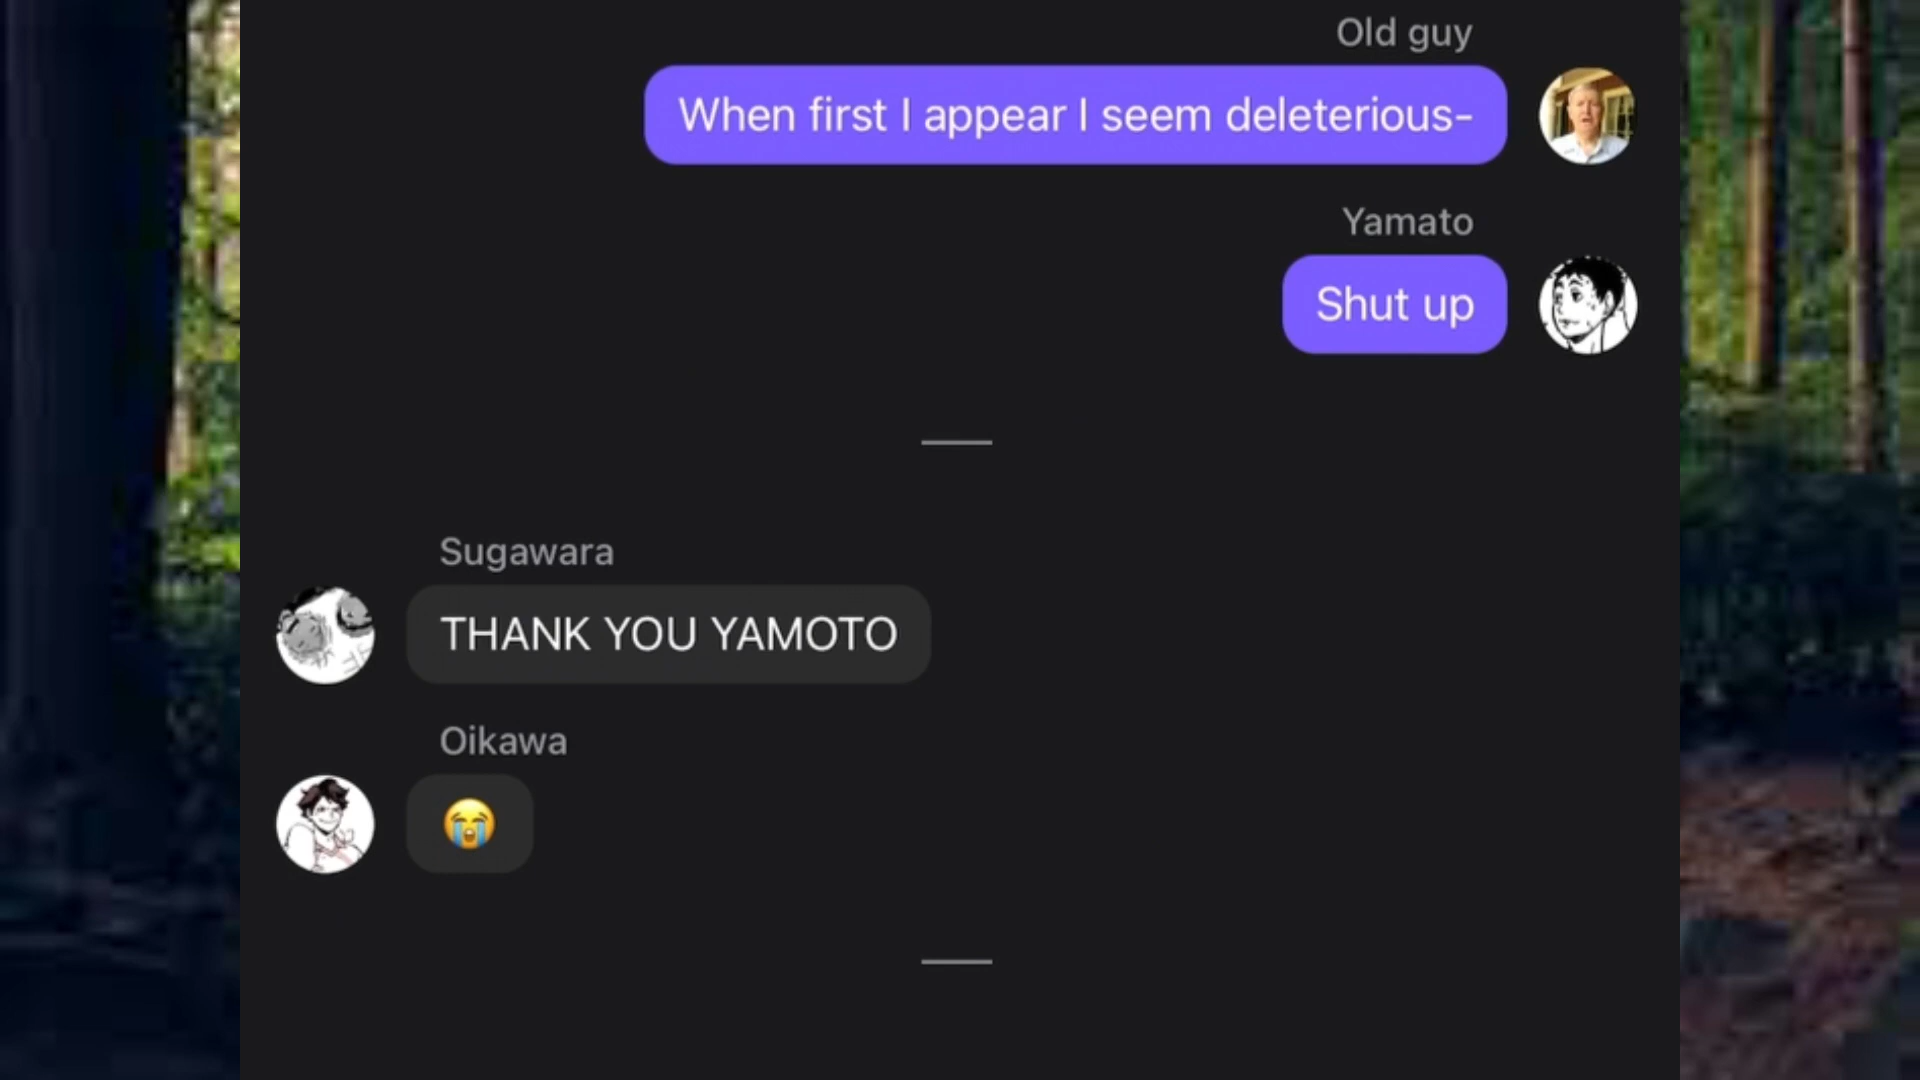 Old guy
When first I appear I seem deleterious-
Yamato
Shut up
Sugawara
THANK YOU YAMOTO
Oikawa
😭